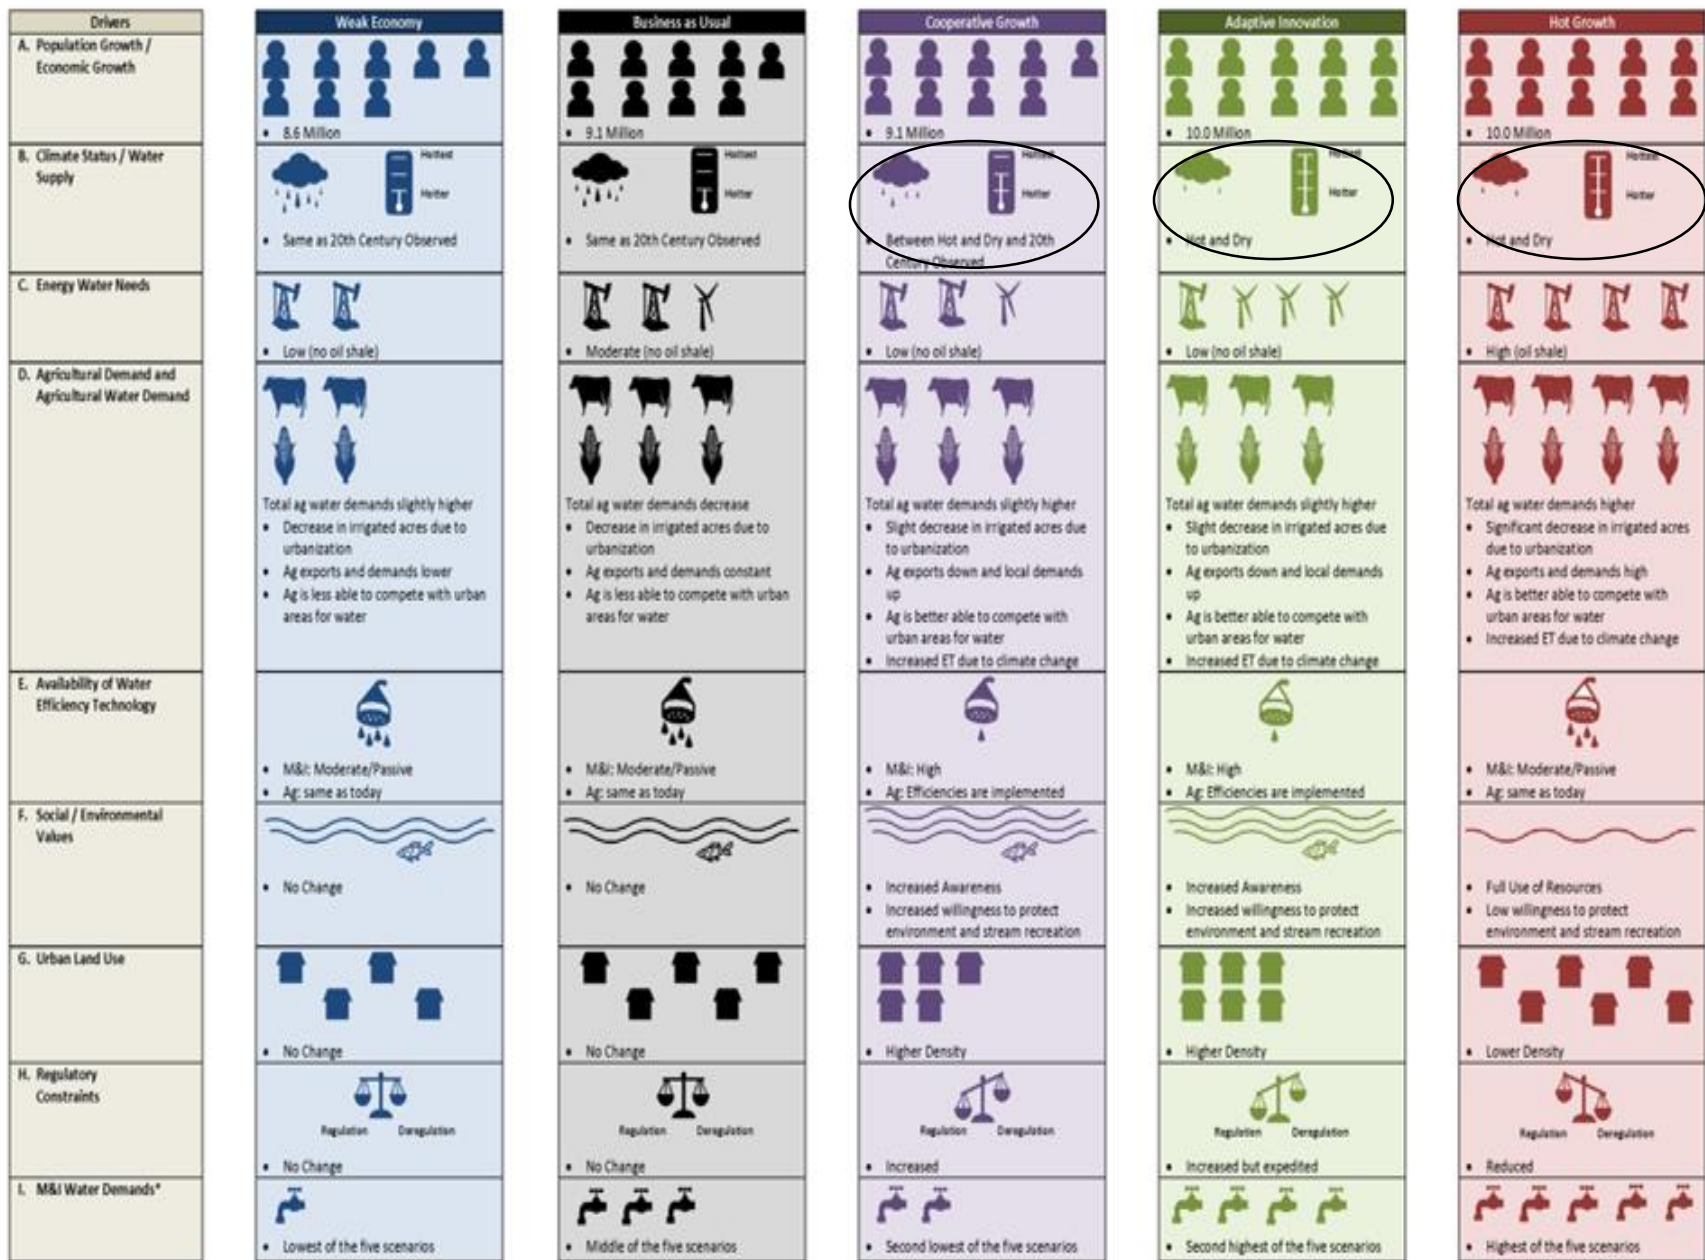 Drivers
Weak Economy
Business as Usual
Cooperative Growth
Adaptive Innovation
Hot Growth
A. Population Growth /
Economic Growth
• 8.6 Million
• 9.1 Million
• 9.1 Million
• 10.0 Million
• 10.0 Million
B. Climate Status / Water
Supply
Hottest
Hotter
• Same as 20th Century Observed
Hottest
Hotter
• Same as 20th Century Observed
Hottest
Hotter
• Between Hot and Dry and 20th
Century Observed
Hottest
Hotter
• Hot and Dry
Hottest
Hotter
• Hot and Dry
C. Energy Water Needs
• Low (no oil shale)
• Moderate (no oil shale)
• Low (no oil shale)
• Low (no oil shale)
• High (oil shale)
D. Agricultural Demand and
Agricultural Water Demand
Total ag water demands slightly higher
• Decrease in irrigated acres due to
urbanization
• Ag exports and demands lower
• Ag is less able to compete with urban
areas for water
Total ag water demands decrease
• Decrease in irrigated acres due to
urbanization
• Ag exports and demands constant
• Ag is less able to compete with urban
areas for water
Total ag water demands slightly higher
• Slight decrease in irrigated acres due
to urbanization
• Ag exports down and local demands
up
• Ag is better able to compete with
urban areas for water
• Increased ET due to climate change
Total ag water demands slightly higher
• Slight decrease in irrigated acres due
to urbanization
• Ag exports down and local demands
up
• Ag is better able to compete with
urban areas for water
• Increased ET due to climate change
Total ag water demands higher
• Significant decrease in irrigated acres
due to urbanization
• Ag exports and demands high
• Ag is better able to compete with
urban areas for water
• Increased ET due to climate change
E. Availability of Water
Efficiency Technology
• M&I: Moderate/Passive
• Ag: same as today
• M&I: Moderate/Passive
• Ag: same as today
• M&I: High
• Ag: Efficiencies are implemented
• M&I: High
• Ag: Efficiencies are implemented
• M&I: Moderate/Passive
• Ag: same as today
F. Social / Environmental
Values
• No Change
• No Change
• Increased Awareness
• Increased willingness to protect
environment and stream recreation
• Increased Awareness
• Increased willingness to protect
environment and stream recreation
• Full Use of Resources
• Low willingness to protect
environment and stream recreation
G. Urban Land Use
• No Change
• No Change
• Higher Density
• Higher Density
• Lower Density
H. Regulatory
Constraints
Regulation Deregulation
• No Change
Regulation Deregulation
• No Change
Regulation Deregulation
• Increased
Regulation Deregulation
• Increased but expedited
Regulation Deregulation
• Reduced
I. M&I Water Demands*
• Lowest of the five scenarios
• Middle of the five scenarios
• Second lowest of the five scenarios
• Second highest of the five scenarios
• Highest of the five scenarios